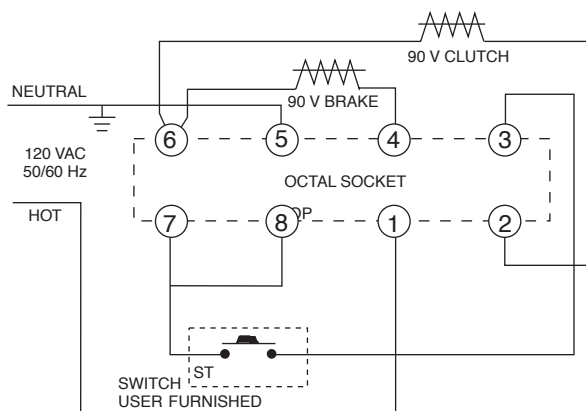 90 V CLUTCH
NEUTRAL
90 V BRAKE
6 5 4 3
120 VAC
50/60 Hz
OCTAL SOCKET
HOT
7 8 1 2
OP
ST
SWITCH
USER FURNISHED